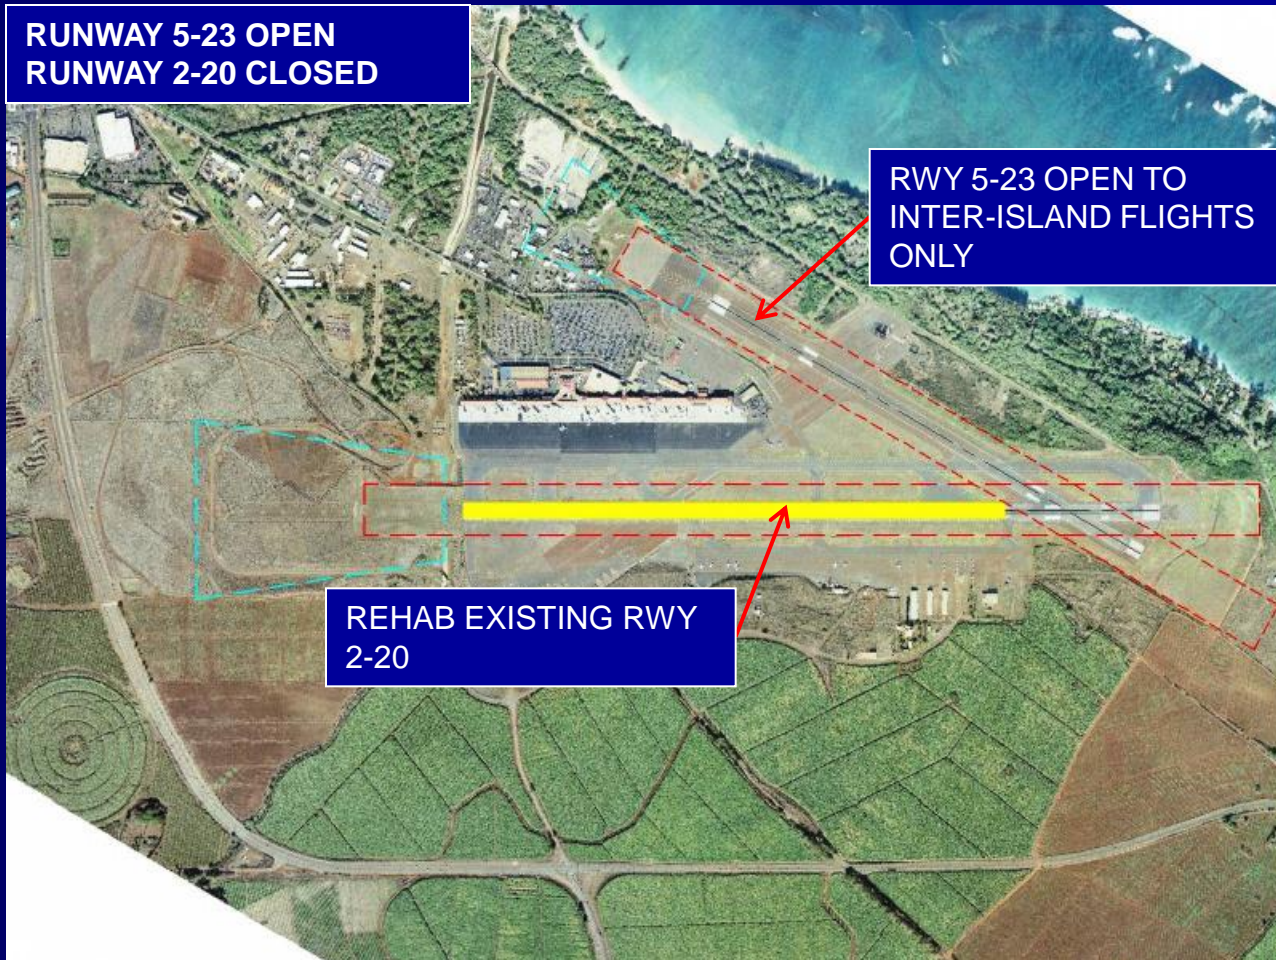 RUNWAY 5-23 OPEN
RUNWAY 2-20 CLOSED
RWY 5-23 OPEN TO
INTER-ISLAND FLIGHTS
ONLY
REHAB EXISTING RWY
2-20